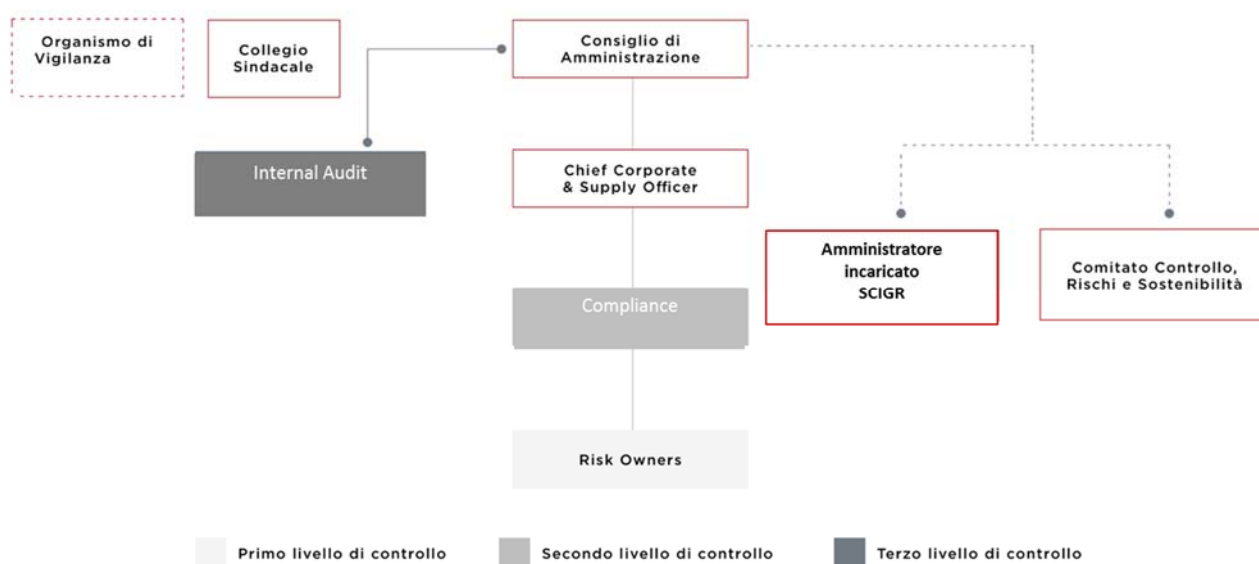 Organismo di
Vigilanza
Collegio
Sindacale
Consiglio di
Amministrazione
Internal Audit
Chief Corporate
& Supply Officer
Amministratore
incaricato
SCIGR
Comitato Controllo,
Rischi e Sostenibilità
Compliance
Risk Owners
Primo livello di controllo
Secondo livello di controllo
Terzo livello di controllo